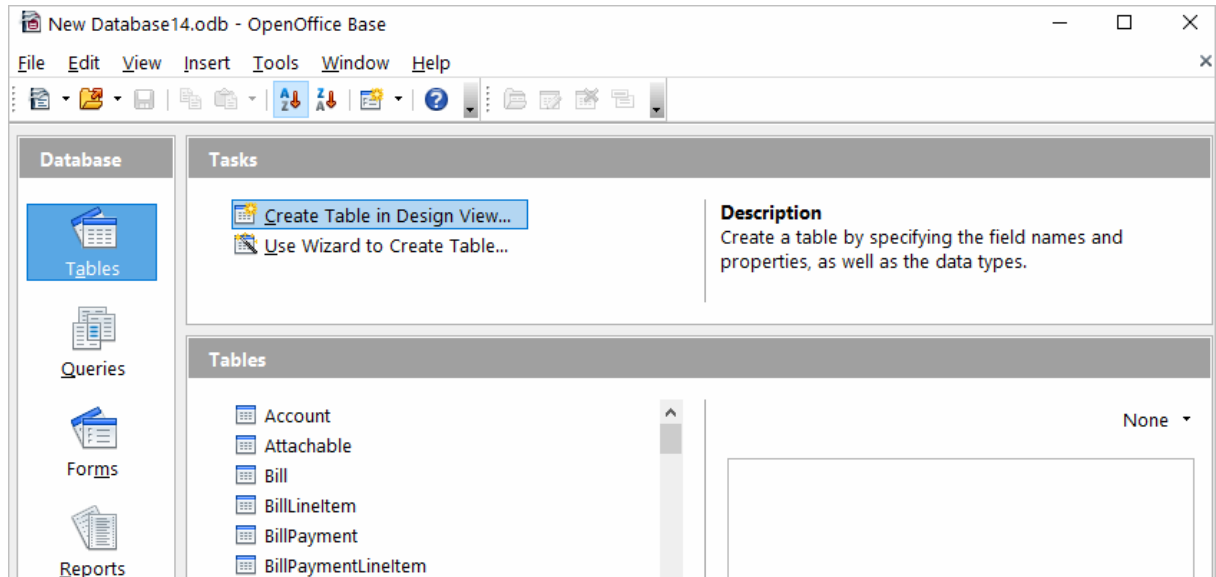 New Database14.odb - OpenOffice Base
File Edit View Insert Tools Window Help
Database
Tasks
Create Table in Design View...
Use Wizard to Create Table...
Description
Create a table by specifying the field names and
properties, as well as the data types.
Tables
Queries
Forms
Reports
Tables
Account
Attachable
Bill
BillLineItem
BillPayment
BillPaymentLineItem
None